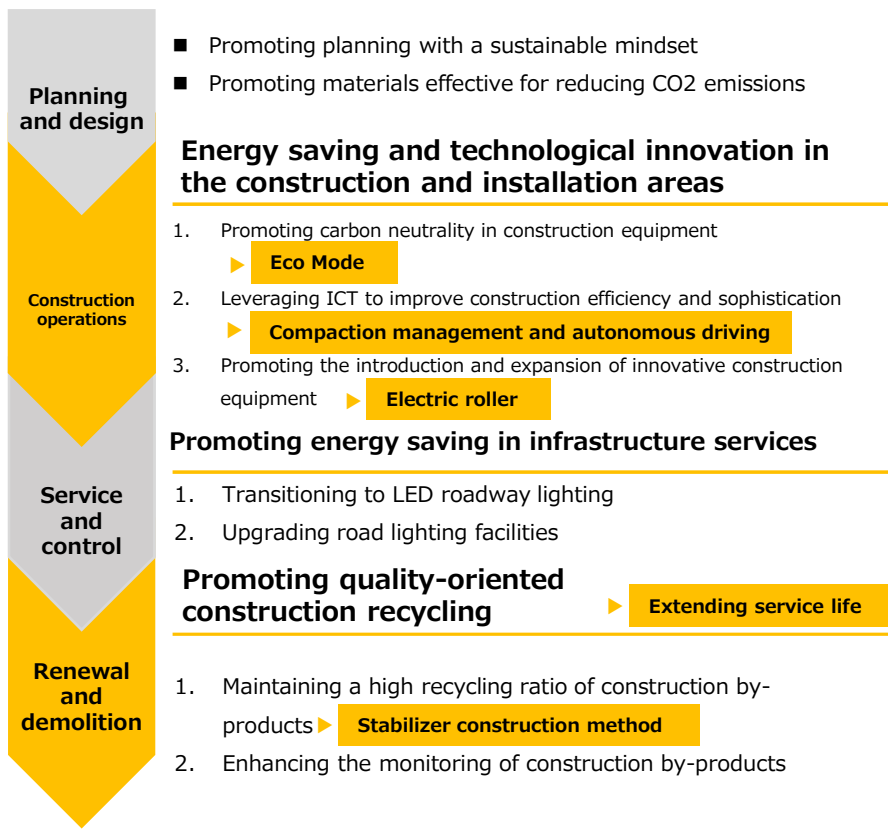 ■ Promoting planning with a sustainable mindset
■ Promoting materials effective for reducing CO2 emissions
Planning
and design
Energy saving and technological innovation in
the construction and installation areas
1. Promoting carbon neutrality in construction equipment
Eco Mode
Construction
operations
2. Leveraging ICT to improve construction efficiency and sophistication
Compaction management and autonomous driving
3. Promoting the introduction and expansion of innovative construction
equipment Electric roller
Promoting energy saving in infrastructure services
Service
and
control
1. Transitioning to LED roadway lighting
2. Upgrading road lighting facilities
Promoting quality-oriented
construction recycling
Extending service life
Renewal
and
demolition
1. Maintaining a high recycling ratio of construction by-
products Stabilizer construction method
2. Enhancing the monitoring of construction by-products